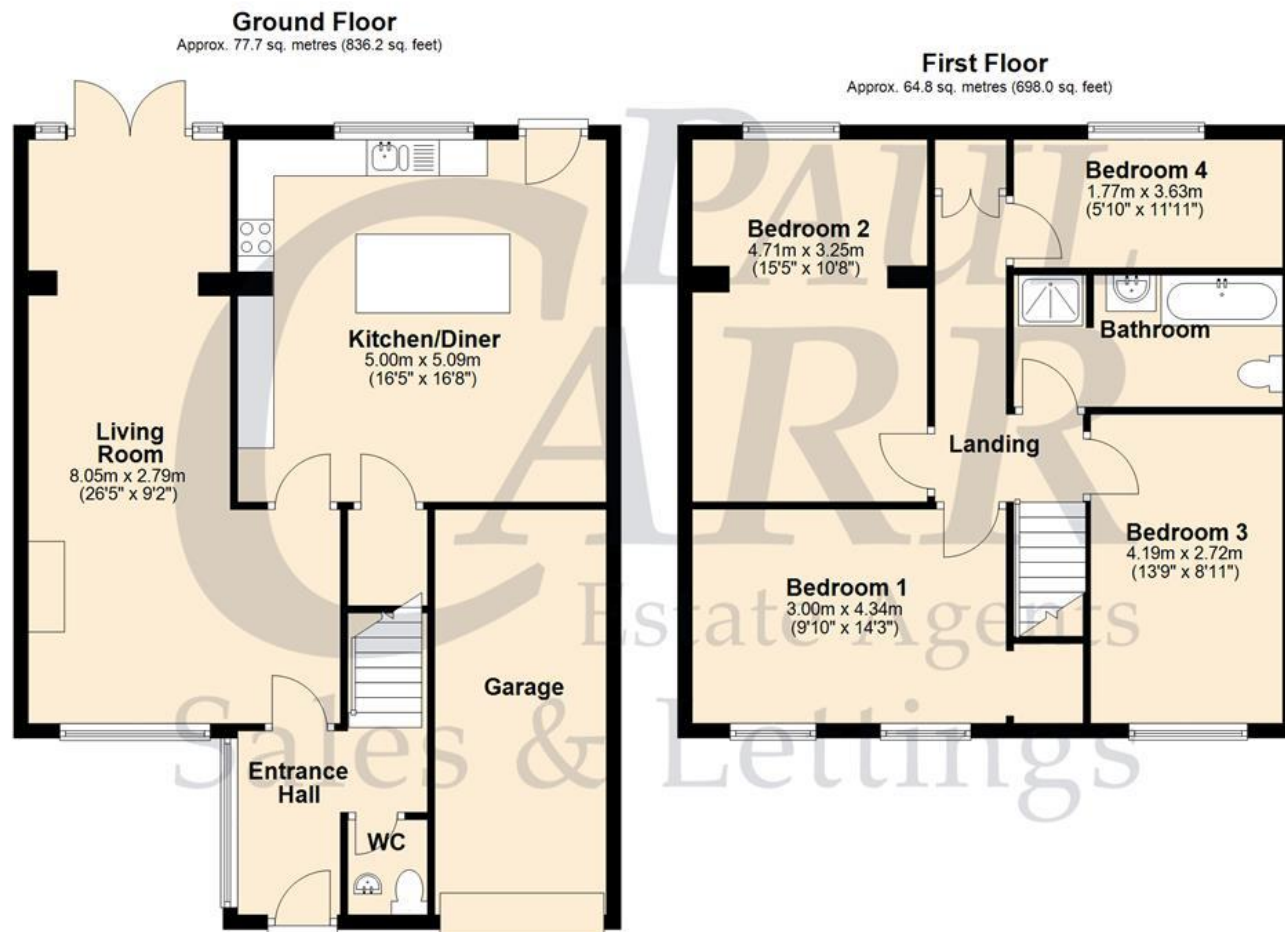 Ground Floor
Approx. 77.7 sq. metres (836.2 sq. feet)
Living
Room
8.05m x 2.79m
(26'5" x 9'2")
Kitchen/Diner
5.00m x 5.09m
(16'5" x 16'8")
Garage
Entrance
Hall
WC
First Floor
Approx. 64.8 sq. metres (698.0 sq. feet)
Bedroom 2
4.71m x 3.25m
(15'5" x 10'8")
Bedroom 4
1.77m x 3.63m
(5'10" x 11'11")
Bathroom
Landing
Bedroom 1
3.00m x 4.34m
(9'10" x 14'3")
Bedroom 3
4.19m x 2.72m
(13'9" x 8'11")
PAUL
CARR
Estate Agents
Sales & Lettings